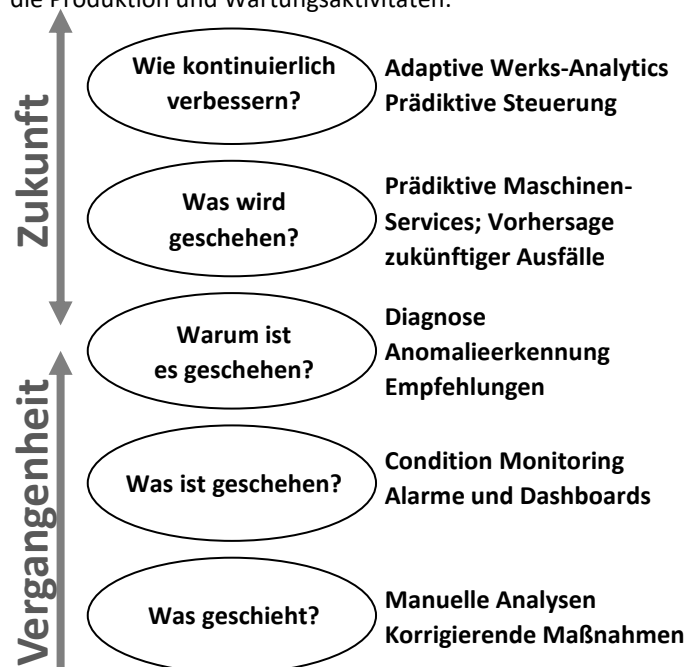 die Produktion und Wartungsaktivitäten.
Zukunft
Wie kontinuierlich
verbessern?
Adaptive Werks-Analytics
Prädiktive Steuerung
Was wird
geschehen?
Prädiktive Maschinen-
Services; Vorhersage
zukünftiger Ausfälle
Warum ist
es geschehen?
Diagnose
Anomalieerkennung
Empfehlungen
Vergangenheit
Was ist geschehen?
Condition Monitoring
Alarme und Dashboards
Was geschieht?
Manuelle Analysen
Korrigierende Maßnahmen